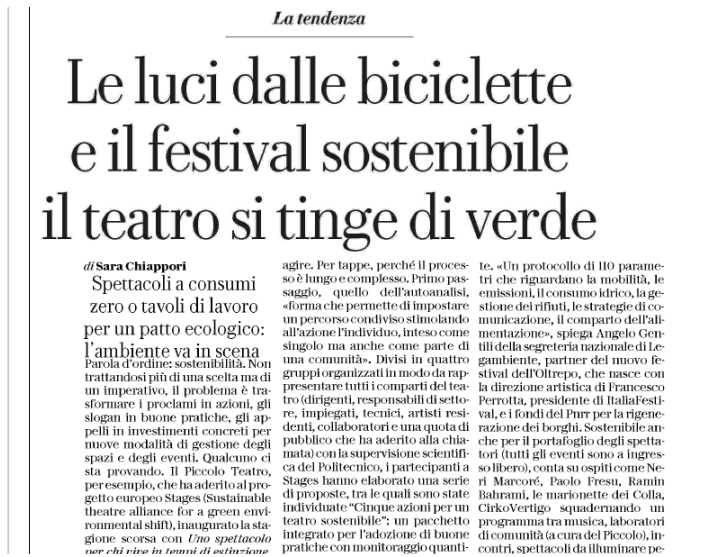 La tendenza
Le luci dalle biciclette
e il festival sostenibile
il teatro si tinge di verde
di Sara Chiappori
Spettacoli a consumi
zero o tavoli di lavoro
per un patto ecologico:
l'ambiente va in scena
Parola d'ordine: sostenibilità. Non
trattandosi più di una scelta ma di
un imperativo, il problema è tra-
sformare i proclami in azioni, gli
slogan in buone pratiche, gli ap-
pelli in investimenti concreti per
nuove modalità di gestione degli
spazi e degli eventi. Qualcuno ci
sta provando. Il Piccolo Teatro,
per esempio, che ha aderito al pro-
getto europeo Stages (Sustainable
theatre alliance for a green envi-
ronmental shift), inaugurato la sta-
gione scorsa con Uno spettacolo
per chi vive in tempi di estinzione,
agire. Per tappe, perché il proces-
so è lungo e complesso. Primo pas-
saggio, quello dell'autoanalisi,
«forma che permette di impostare
un percorso condiviso stimolando
all'azione l'individuo, inteso come
singolo ma anche come parte di
una comunità». Divisi in quattro
gruppi organizzati in modo da rap-
presentare tutti i comparti del tea-
tro (dirigenti, responsabili di setto-
re, impiegati, tecnici, artisti resi-
denti, collaboratori e una quota di
pubblico che ha aderito alla chia-
mata) con la supervisione scientifi-
ca del Politecnico, i partecipanti a
Stages hanno elaborato una serie
di proposte, tra le quali sono state
individuate "Cinque azioni per un
teatro sostenibile": un pacchetto
integrato per l'adozione di buone
pratiche con monitoraggio quanti-
te. «Un protocollo di 110 parame-
tri che riguardano la mobilità, le
emissioni, il consumo idrico, la ge-
stione dei rifiuti, le strategie di co-
municazione, il comparto dell'ali-
mentazione», spiega Angelo Gen-
tili della segreteria nazionale di Le-
gambiente, partner del nuovo fe-
stival dell'Oltrepo, che nasce con
la direzione artistica di Francesco
Perrotta, presidente di ItaliaFesti-
val, e i fondi del Pnrr per la rigene-
razione dei borghi. Sostenibile an-
che per il portafoglio degli spetta-
tori (tutti gli eventi sono a ingres-
so libero), conta su ospiti come Ne-
ri Marcoré, Paolo Fresu, Ramin
Bahrami, le marionette dei Colla,
CirkoVertigo squadernando un
programma tra musica, laboratori
di comunità (a cura del Piccolo), in-
contri, spettacoli da illuminare pe-